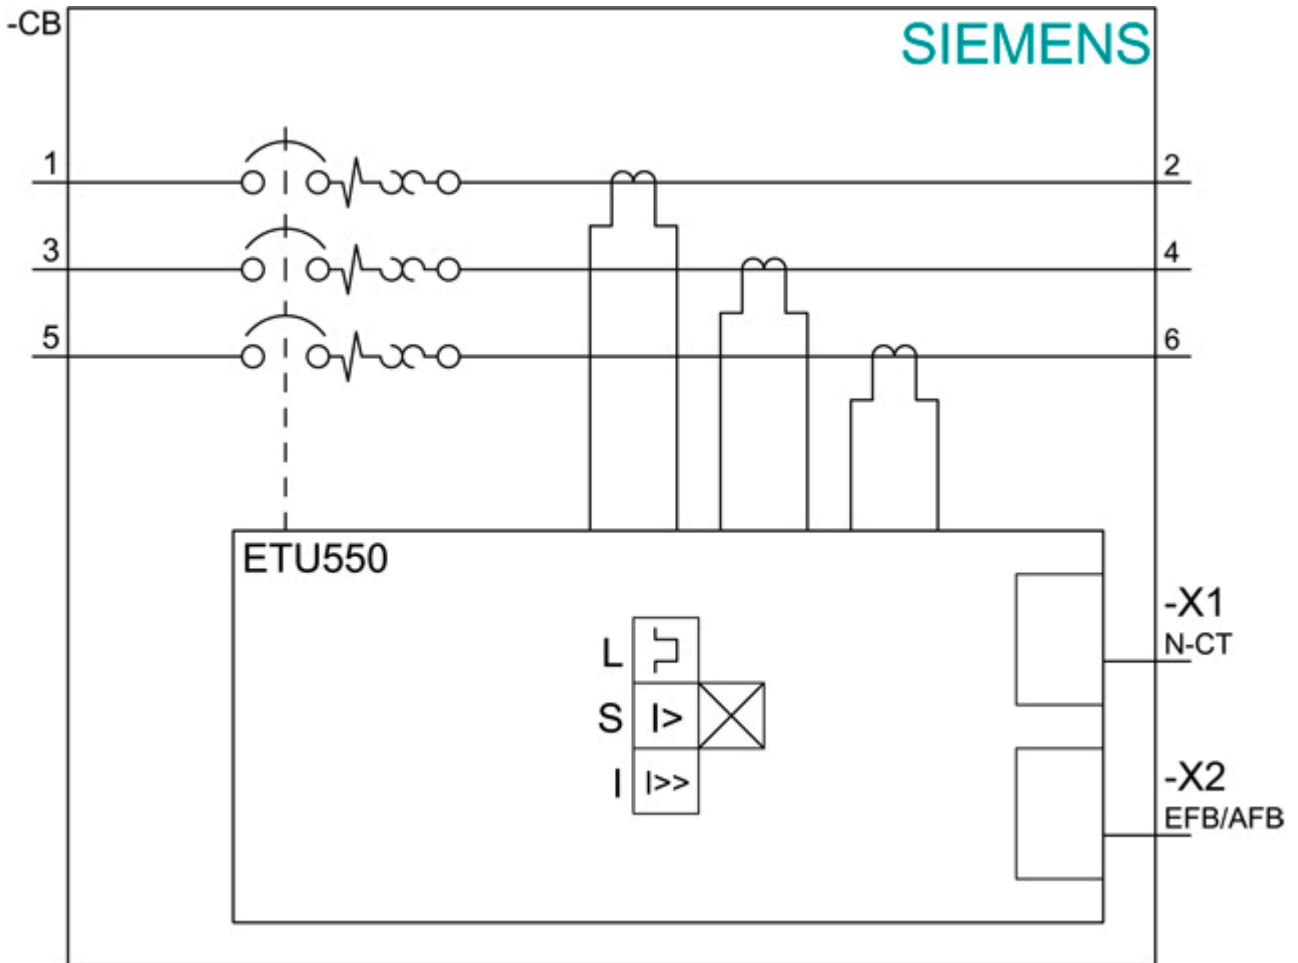 -CB
SIEMENS
1
2
3
4
5
6
ETU550
-X1
N-CT
L
S I>
I I>>
-X2
EFB/AFB